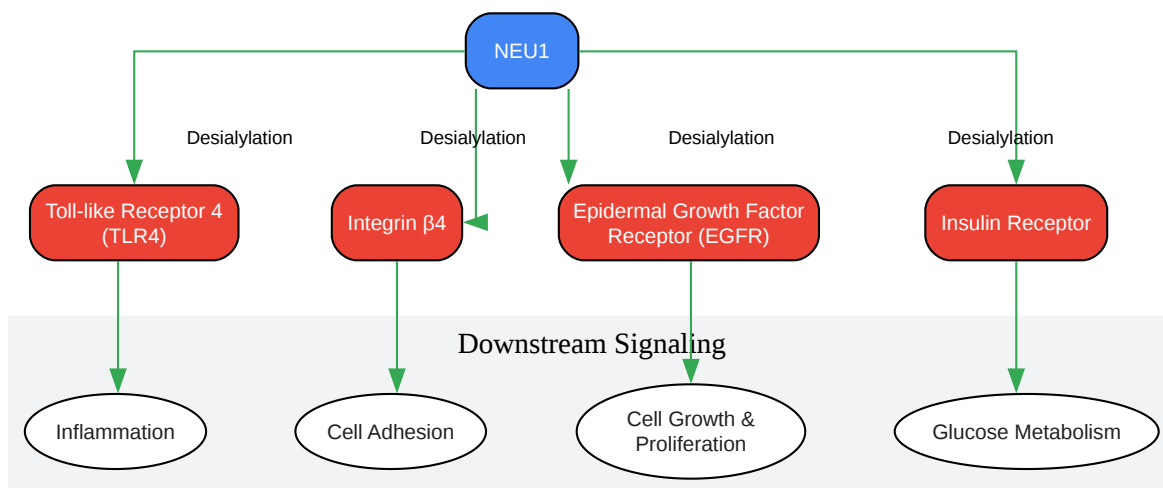 NEU1
Desialylation
Desialylation
Desialylation
Desialylation
Toll-like Receptor 4
(TLR4)
Integrin β4
Epidermal Growth Factor
Receptor (EGFR)
Insulin Receptor
Downstream Signaling
Inflammation
Cell Adhesion
Cell Growth &
Proliferation
Glucose Metabolism